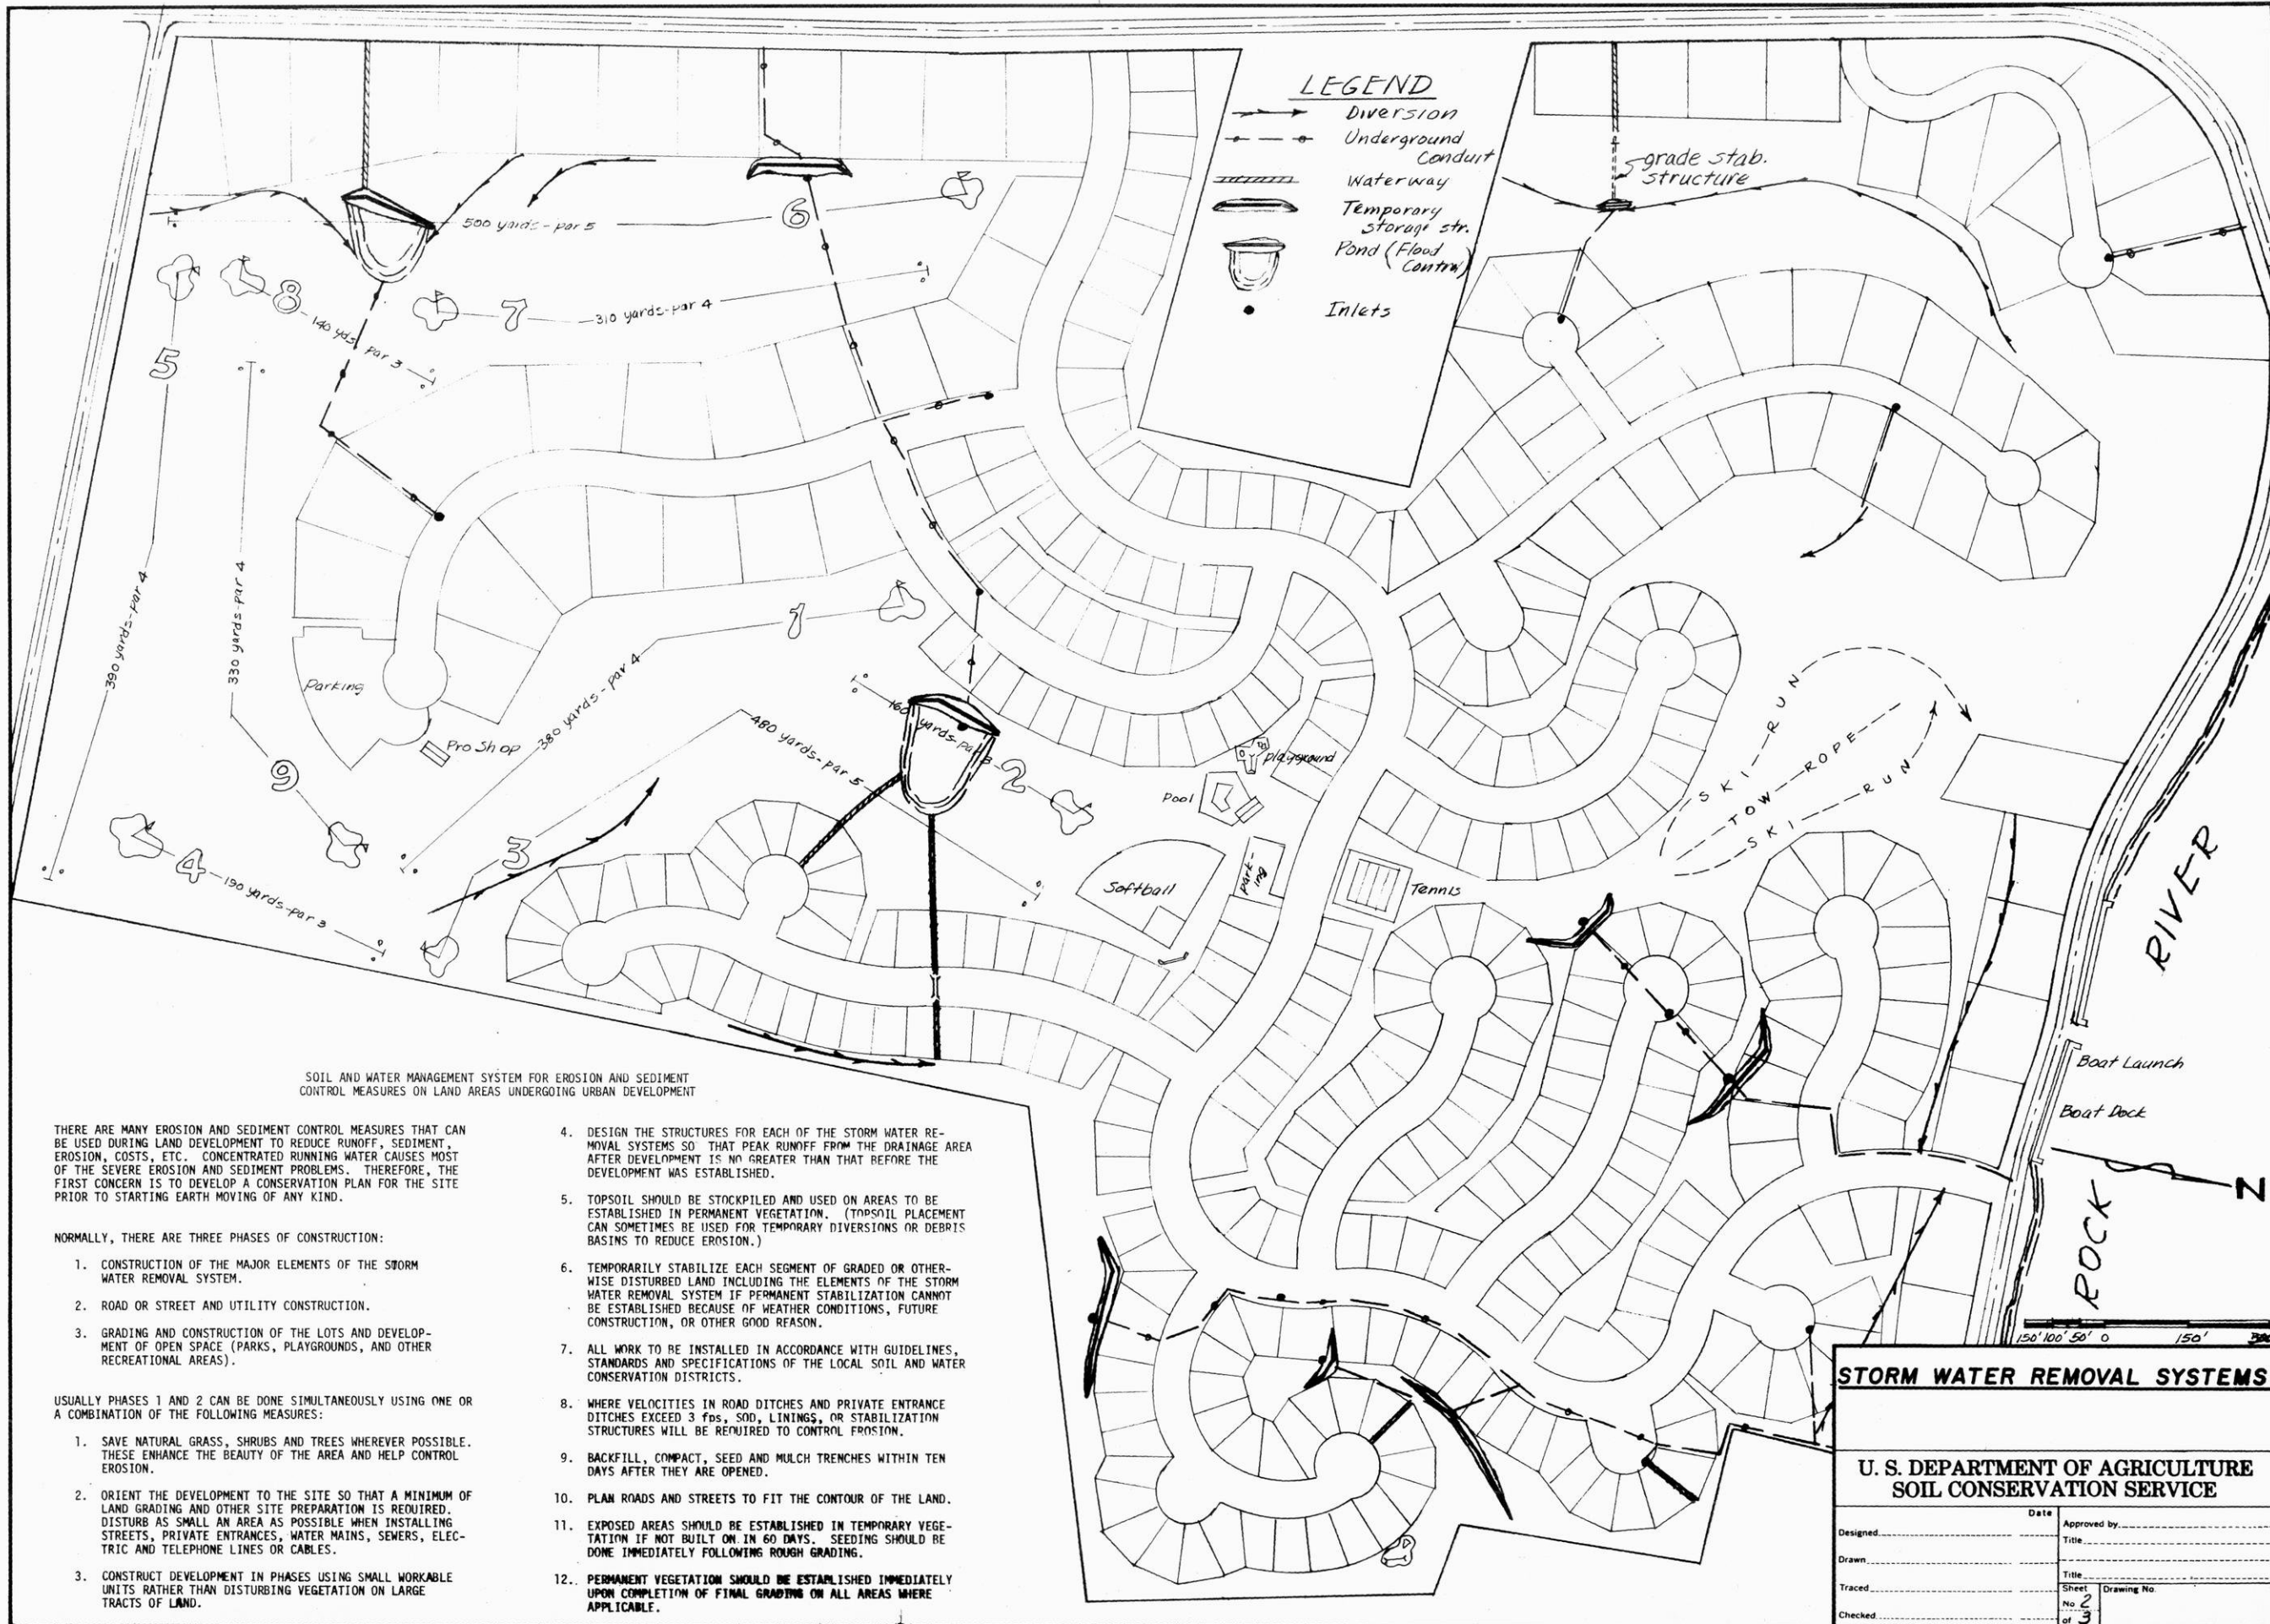 LEGEND
Diversion
Underground
Conduit
Waterway
Temporary
storage str.
Pond (Flood
Control)
Inlets
grade stab.
structure
500 yards-par 5
6
5
8
140 yds. par 3
7
310 yards-par 4
390 yards-par 4
330 yards-par 4
9
Parking
Pro Shop
380 yards-par 4
1
480 yards-par 5
160 yards-par 3
2
3
4
190 yards-par 3
playground
Pool
Softball
park-
ing
Tennis
SKI RUN
TOW ROPE
SKI RUN
RIVER
Boat Launch
Boat Dock
N
ROCK
150' 100' 50' 0 150' 300
SOIL AND WATER MANAGEMENT SYSTEM FOR EROSION AND SEDIMENT
CONTROL MEASURES ON LAND AREAS UNDERGOING URBAN DEVELOPMENT
THERE ARE MANY EROSION AND SEDIMENT CONTROL MEASURES THAT CAN
BE USED DURING LAND DEVELOPMENT TO REDUCE RUNOFF, SEDIMENT,
EROSION, COSTS, ETC. CONCENTRATED RUNNING WATER CAUSES MOST
OF THE SEVERE EROSION AND SEDIMENT PROBLEMS. THEREFORE, THE
FIRST CONCERN IS TO DEVELOP A CONSERVATION PLAN FOR THE SITE
PRIOR TO STARTING EARTH MOVING OF ANY KIND.
NORMALLY, THERE ARE THREE PHASES OF CONSTRUCTION:
1. CONSTRUCTION OF THE MAJOR ELEMENTS OF THE STORM
WATER REMOVAL SYSTEM.
2. ROAD OR STREET AND UTILITY CONSTRUCTION.
3. GRADING AND CONSTRUCTION OF THE LOTS AND DEVELOP-
MENT OF OPEN SPACE (PARKS, PLAYGROUNDS, AND OTHER
RECREATIONAL AREAS).
USUALLY PHASES 1 AND 2 CAN BE DONE SIMULTANEOUSLY USING ONE OR
A COMBINATION OF THE FOLLOWING MEASURES:
1. SAVE NATURAL GRASS, SHRUBS AND TREES WHEREVER POSSIBLE.
THESE ENHANCE THE BEAUTY OF THE AREA AND HELP CONTROL
EROSION.
2. ORIENT THE DEVELOPMENT TO THE SITE SO THAT A MINIMUM OF
LAND GRADING AND OTHER SITE PREPARATION IS REQUIRED.
DISTURB AS SMALL AN AREA AS POSSIBLE WHEN INSTALLING
STREETS, PRIVATE ENTRANCES, WATER MAINS, SEWERS, ELEC-
TRIC AND TELEPHONE LINES OR CABLES.
3. CONSTRUCT DEVELOPMENT IN PHASES USING SMALL WORKABLE
UNITS RATHER THAN DISTURBING VEGETATION ON LARGE
TRACTS OF LAND.
4. DESIGN THE STRUCTURES FOR EACH OF THE STORM WATER RE-
MOVAL SYSTEMS SO THAT PEAK RUNOFF FROM THE DRAINAGE AREA
AFTER DEVELOPMENT IS NO GREATER THAN THAT BEFORE THE
DEVELOPMENT WAS ESTABLISHED.
5. TOPSOIL SHOULD BE STOCKPILED AND USED ON AREAS TO BE
ESTABLISHED IN PERMANENT VEGETATION. (TOPSOIL PLACEMENT
CAN SOMETIMES BE USED FOR TEMPORARY DIVERSIONS OR DEBRIS
BASINS TO REDUCE EROSION.)
6. TEMPORARILY STABILIZE EACH SEGMENT OF GRADED OR OTHER-
WISE DISTURBED LAND INCLUDING THE ELEMENTS OF THE STORM
WATER REMOVAL SYSTEM IF PERMANENT STABILIZATION CANNOT
BE ESTABLISHED BECAUSE OF WEATHER CONDITIONS, FUTURE
CONSTRUCTION, OR OTHER GOOD REASON.
7. ALL WORK TO BE INSTALLED IN ACCORDANCE WITH GUIDELINES,
STANDARDS AND SPECIFICATIONS OF THE LOCAL SOIL AND WATER
CONSERVATION DISTRICTS.
8. WHERE VELOCITIES IN ROAD DITCHES AND PRIVATE ENTRANCE
DITCHES EXCEED 3 fps, SOD, LININGS, OR STABILIZATION
STRUCTURES WILL BE REQUIRED TO CONTROL EROSION.
9. BACKFILL, COMPACT, SEED AND MULCH TRENCHES WITHIN TEN
DAYS AFTER THEY ARE OPENED.
10. PLAN ROADS AND STREETS TO FIT THE CONTOUR OF THE LAND.
11. EXPOSED AREAS SHOULD BE ESTABLISHED IN TEMPORARY VEGE-
TATION IF NOT BUILT ON IN 60 DAYS. SEEDING SHOULD BE
DONE IMMEDIATELY FOLLOWING ROUGH GRADING.
12. PERMANENT VEGETATION SHOULD BE ESTABLISHED IMMEDIATELY
UPON COMPLETION OF FINAL GRADING ON ALL AREAS WHERE
APPLICABLE.
STORM WATER REMOVAL SYSTEMS
U. S. DEPARTMENT OF AGRICULTURE
SOIL CONSERVATION SERVICE
Date
Designed
Drawn
Traced
Checked
Approved by
Title
Title
Sheet
No 2
of 3
Drawing No.